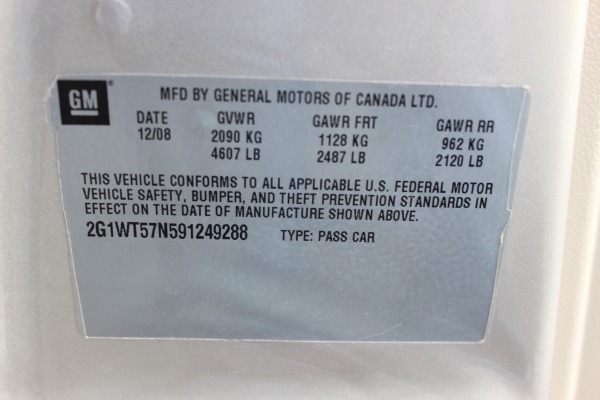 GM MFD BY GENERAL MOTORS OF CANADA LTD.
DATE GVWR GAWR FRT GAWR RR
12/08 2090 KG 1128 KG 962 KG
4607 LB 2487 LB 2120 LB
THIS VEHICLE CONFORMS TO ALL APPLICABLE U.S. FEDERAL MOTOR
VEHICLE SAFETY, BUMPER, AND THEFT PREVENTION STANDARDS IN
EFFECT ON THE DATE OF MANUFACTURE SHOWN ABOVE.
2G1WT57N591249288 TYPE: PASS CAR